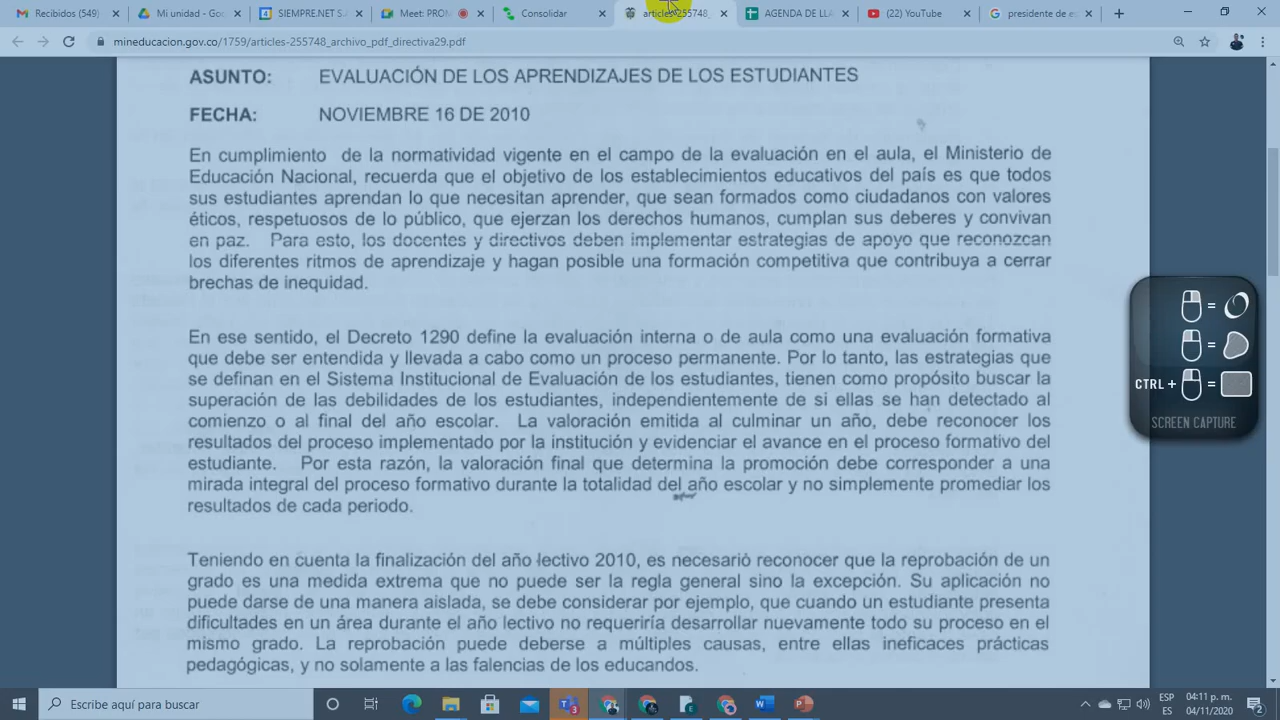 Recibidos (549)
Mi unidad - Goo
SIEMPRE.NET S.A
Meet: PROM
Consolidar
articles-255748_
AGENDA DE LLA
(22) YouTube
presidente de es
mineducacion.gov.co/1759/articles-255748_archivo_pdf_directiva29.pdf
ASUNTO: EVALUACIÓN DE LOS APRENDIZAJES DE LOS ESTUDIANTES
FECHA: NOVIEMBRE 16 DE 2010
En cumplimiento de la normatividad vigente en el campo de la evaluación en el aula, el Ministerio de
Educación Nacional, recuerda que el objetivo de los establecimientos educativos del país es que todos
sus estudiantes aprendan lo que necesitan aprender, que sean formados como ciudadanos con valores
éticos, respetuosos de lo público, que ejerzan los derechos humanos, cumplan sus deberes y convivan
en paz. Para esto, los docentes y directivos deben implementar estrategias de apoyo que reconozcan
los diferentes ritmos de aprendizaje y hagan posible una formación competitiva que contribuya a cerrar
brechas de inequidad.
En ese sentido, el Decreto 1290 define la evaluación interna o de aula como una evaluación formativa
que debe ser entendida y llevada a cabo como un proceso permanente. Por lo tanto, las estrategias que
se definan en el Sistema Institucional de Evaluación de los estudiantes, tienen como propósito buscar la
superación de las debilidades de los estudiantes, independientemente de si ellas se han detectado al
comienzo o al final del año escolar. La valoración emitida al culminar un año, debe reconocer los
resultados del proceso implementado por la institución y evidenciar el avance en el proceso formativo del
estudiante. Por esta razón, la valoración final que determina la promoción debe corresponder a una
mirada integral del proceso formativo durante la totalidad del año escolar y no simplemente promediar los
resultados de cada periodo.
Teniendo en cuenta la finalización del año lectivo 2010, es necesario reconocer que la reprobación de un
grado es una medida extrema que no puede ser la regla general sino la excepción. Su aplicación no
puede darse de una manera aislada, se debe considerar por ejemplo, que cuando un estudiante presenta
dificultades en un área durante el año lectivo no requeriría desarrollar nuevamente todo su proceso en el
mismo grado. La reprobación puede deberse a múltiples causas, entre ellas ineficaces prácticas
pedagógicas, y no solamente a las falencias de los educandos.
=
=
CTRL + =
SCREEN CAPTURE
Escribe aquí para buscar
ESP 04:11 p. m.
ES 04/11/2020
2